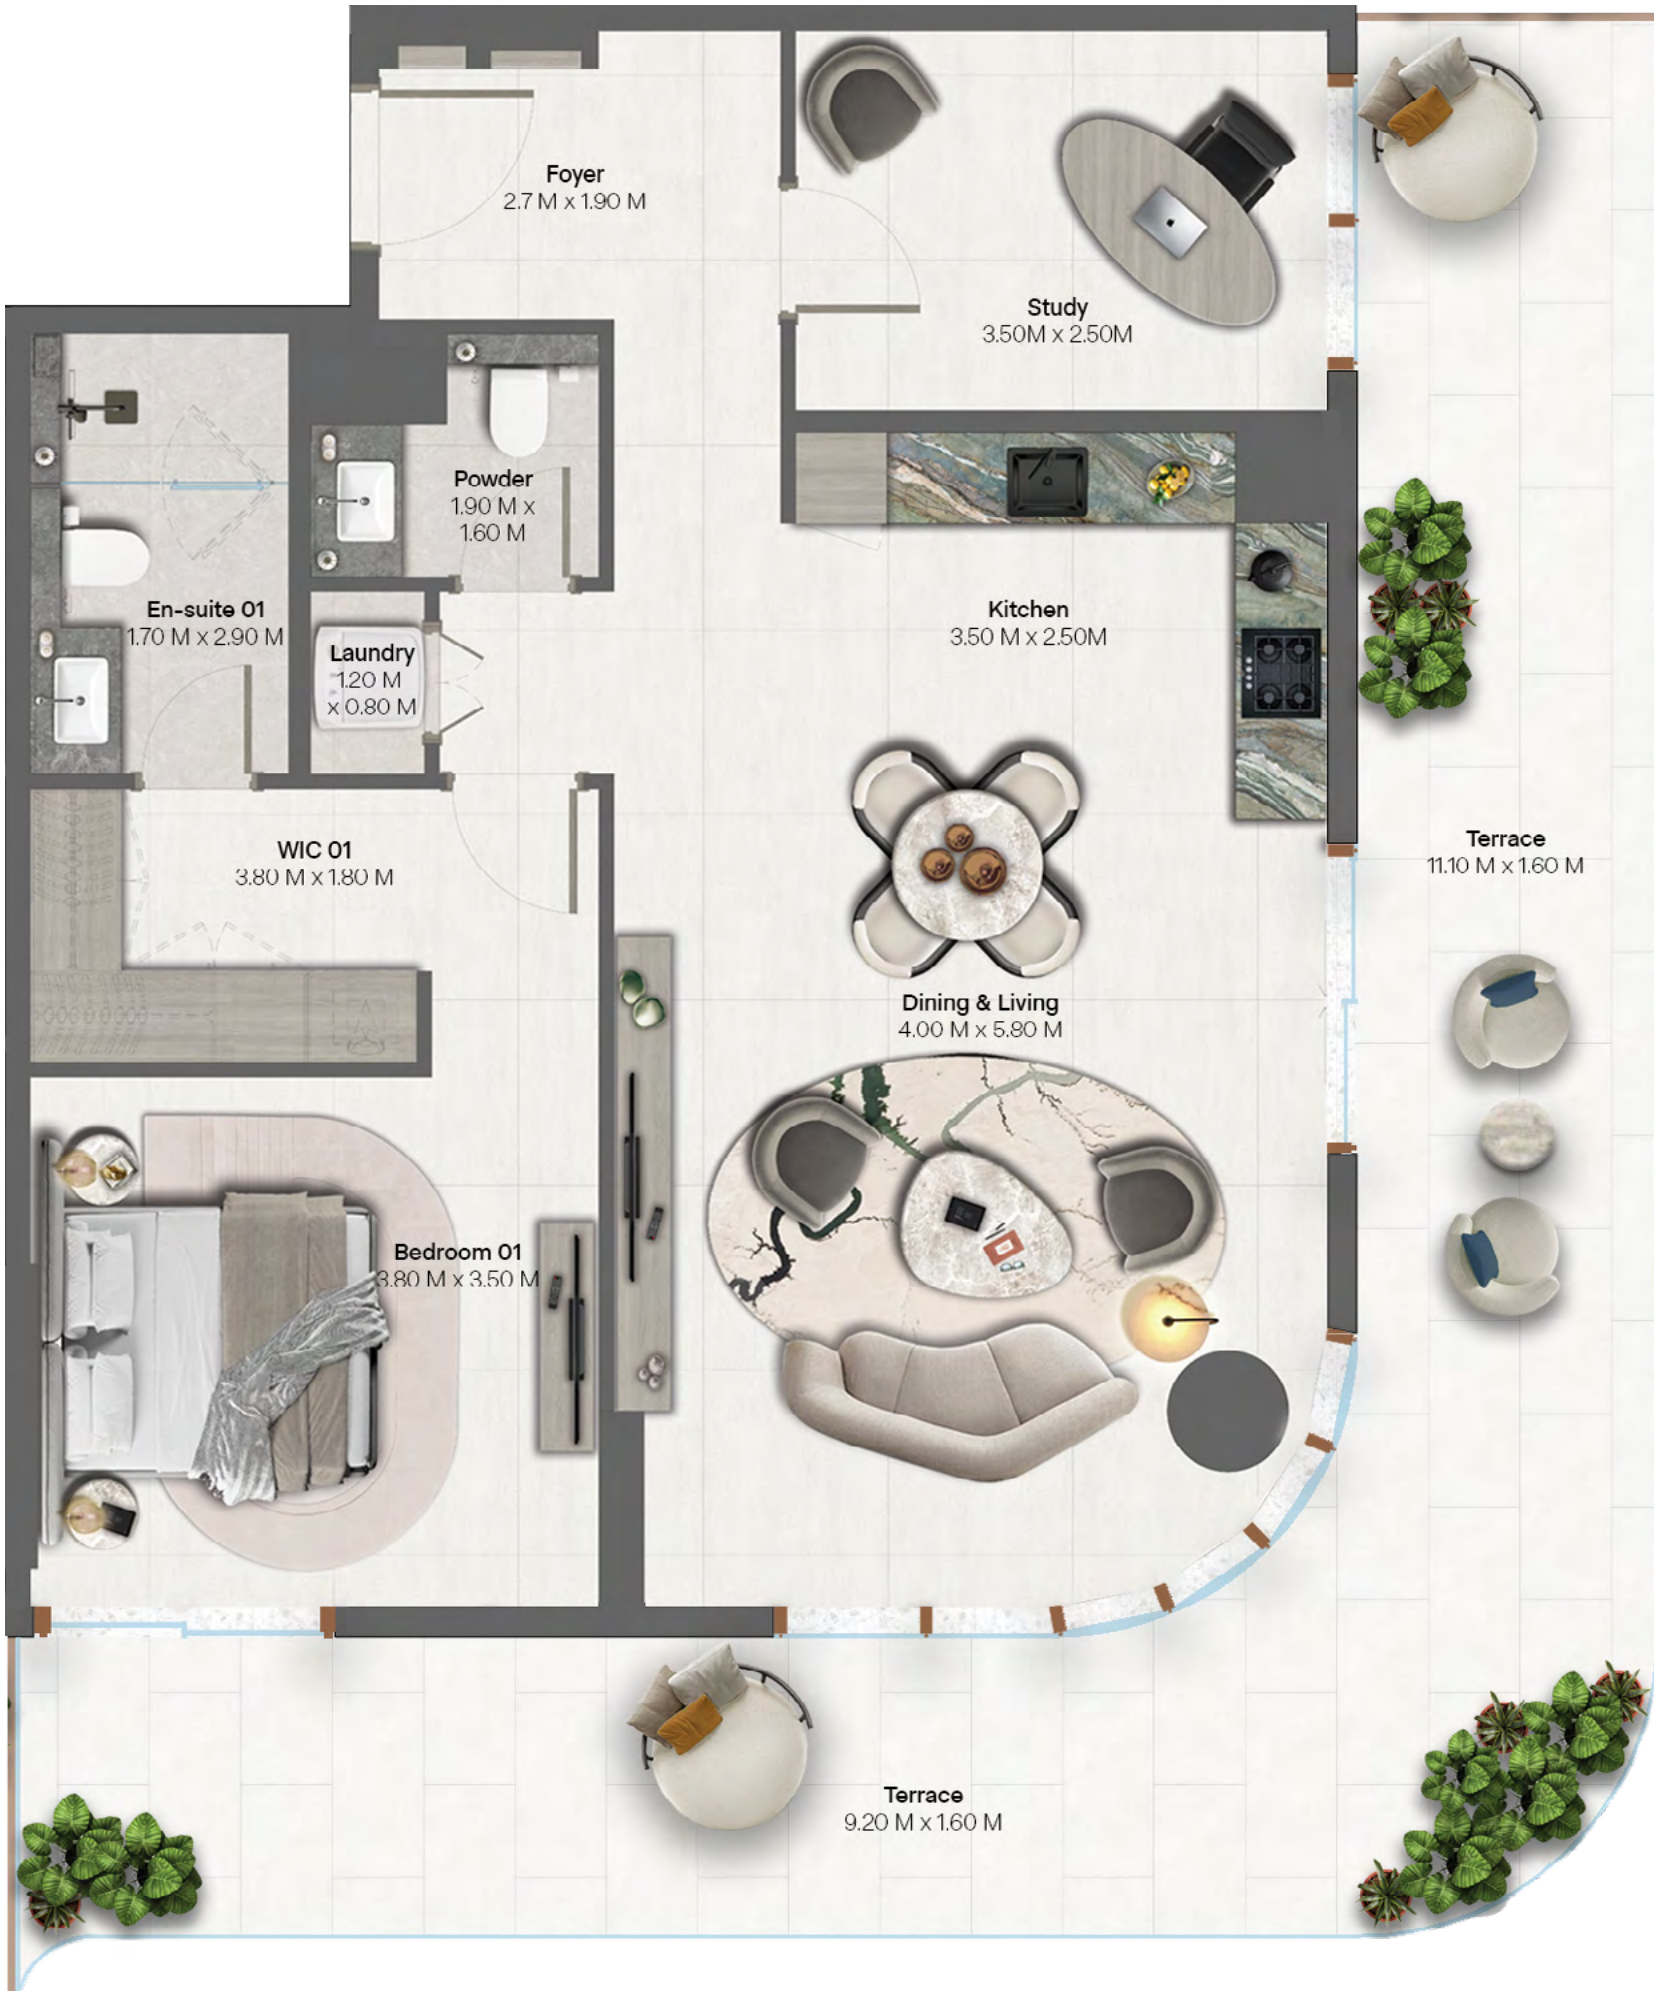 Foyer
2.7 M x 1.90 M
Study
3.50M x 2.50M
Powder
1.90 M x
1.60 M
En-suite 01
1.70 M x 2.90 M
Laundry
1.20 M
x 0.80 M
Kitchen
3.50 M x 2.50M
WIC 01
3.80 M x 1.80 M
Terrace
11.10 M x 1.60 M
Dining & Living
4.00 M x 5.80 M
Bedroom 01
3.80 M x 3.50 M
Terrace
9.20 M x 1.60 M